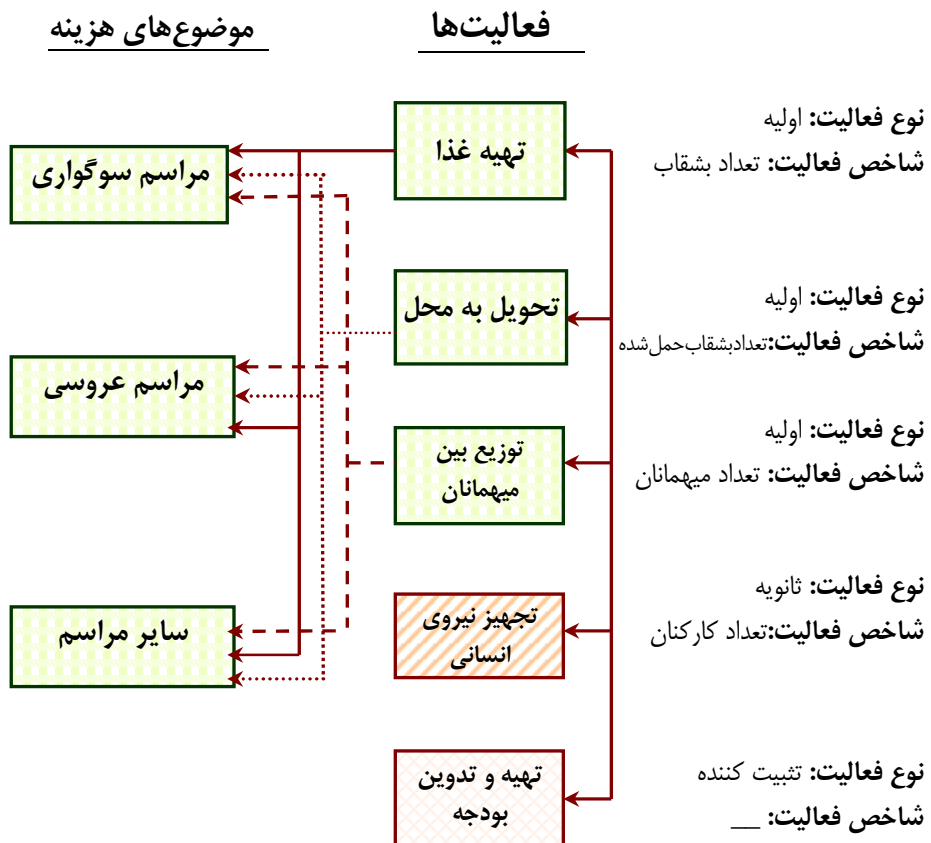 فعالیت‌ها
موضوع‌های هزینه
نوع فعالیت: اولیه
شاخص فعالیت: تعداد بشقاب
تهیه غذا
مراسم سوگواری
نوع فعالیت: اولیه
شاخص فعالیت:تعدادبشقاب‌حمل‌شده
تحویل به محل
مراسم عروسی
نوع فعالیت: اولیه
شاخص فعالیت: تعداد میهمانان
توزیع بین
میهمانان
نوع فعالیت: ثانویه
شاخص فعالیت:تعداد کارکنان
تجهیز نیروی
انسانی
سایر مراسم
نوع فعالیت: تثبیت کننده
شاخص فعالیت: __
تهیه و تدوین
بودجه